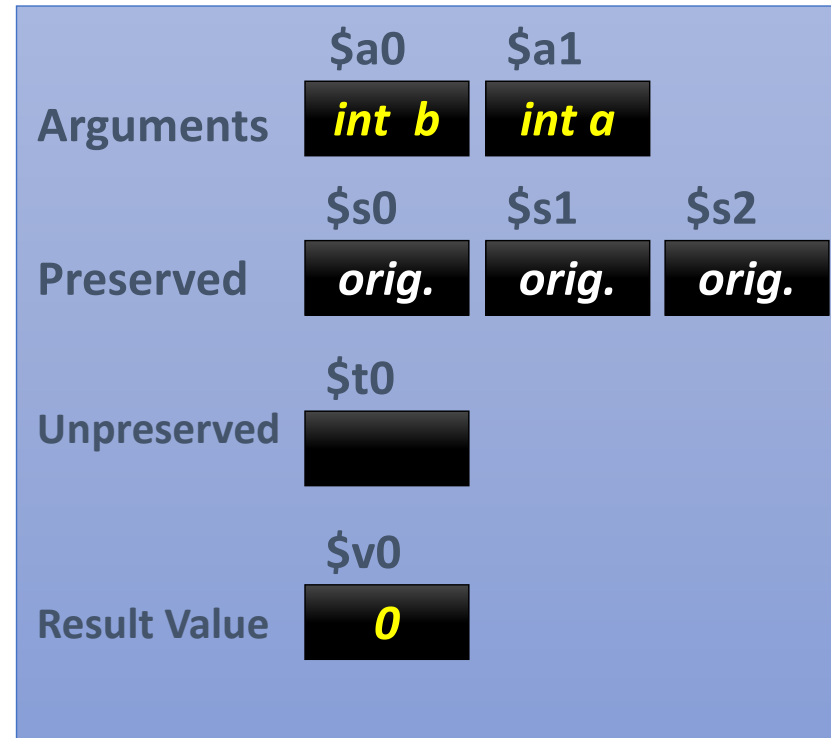 $a0 $a1
Arguments int b int a
$s0 $s1 $s2
Preserved orig. orig. orig.
$t0
Unpreserved
$v0
Result Value 0